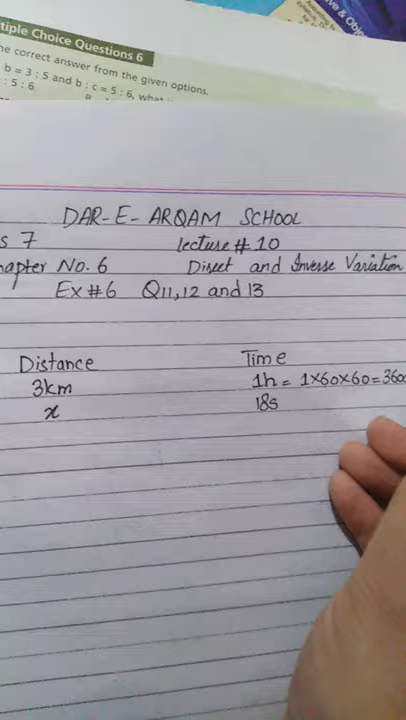 tiple Choice Questions 6
he correct answer from the given options.
b = 3 : 5 and b : c = 5 : 6, what
: 5 : 6
B
DAR-E-ARQAM SCHOOL
s 7 lecture # 10
hapter No. 6 Direct and Inverse Variation
Ex # 6 Q11,12 and 13
Distance Time
3km 1h = 1×60×60=3600
x 18s